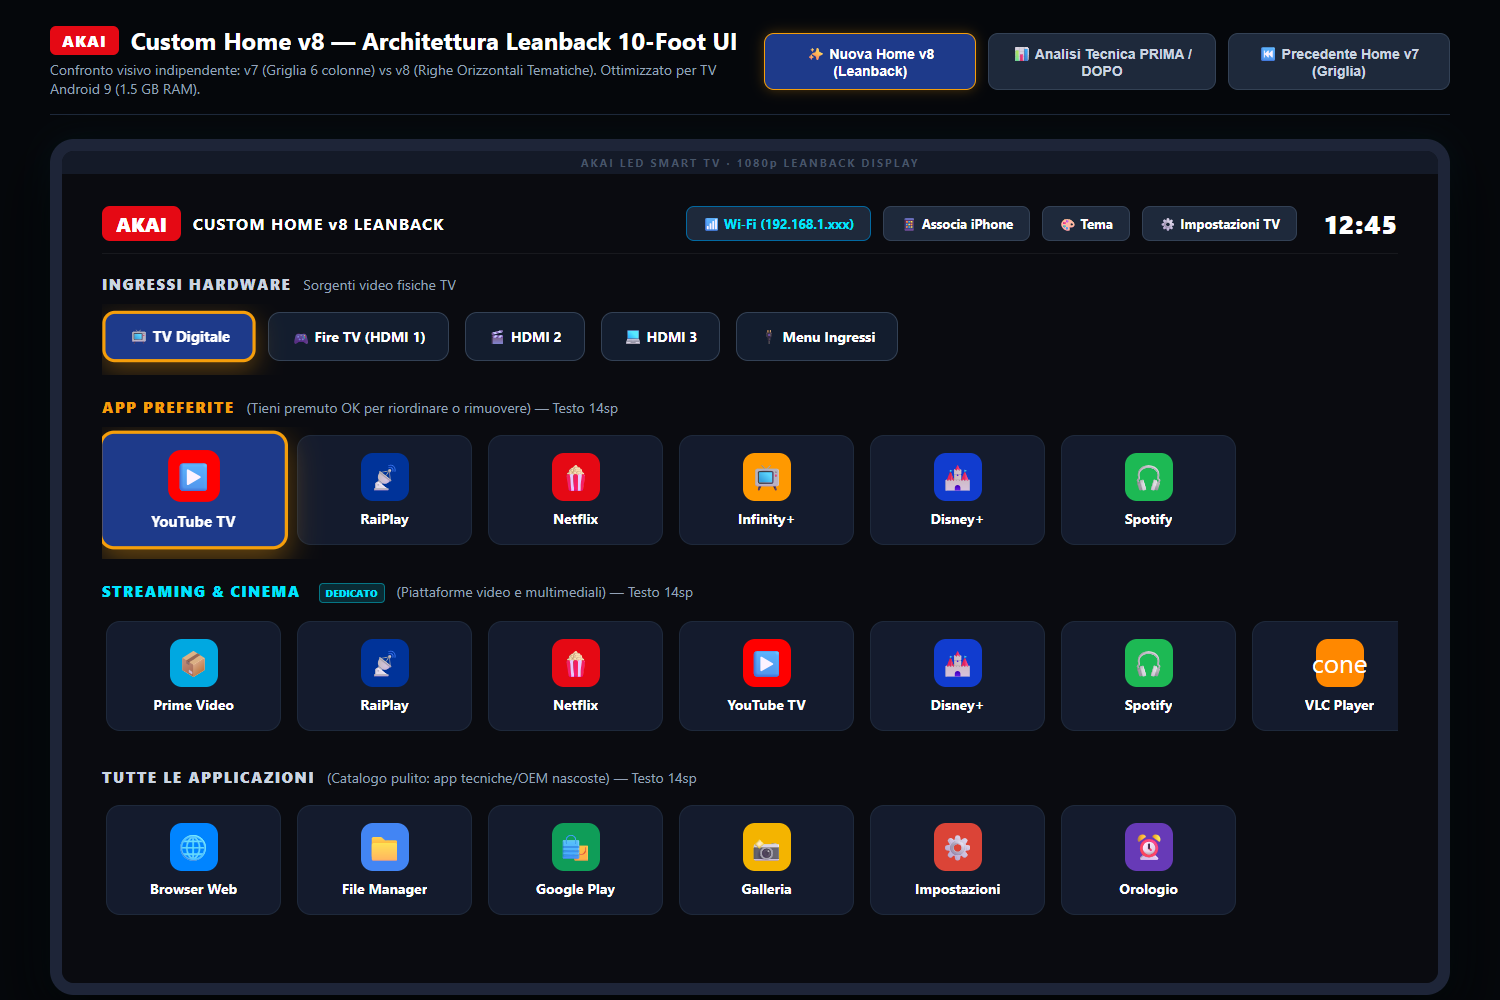 AKAI Custom Home v8 — Architettura Leanback 10-Foot UI
Confronto visivo indipendente: v7 (Griglia 6 colonne) vs v8 (Righe Orizzontali Tematiche). Ottimizzato per TV
Android 9 (1.5 GB RAM).
✨ Nuova Home v8
(Leanback)
📊 Analisi Tecnica PRIMA /
DOPO
⏮️ Precedente Home v7
(Griglia)
AKAI LED SMART TV · 1080p LEANBACK DISPLAY
AKAI CUSTOM HOME v8 LEANBACK
Wi-Fi (192.168.1.xxx)
Associa iPhone
Tema
Impostazioni TV
12:45
INGRESSI HARDWARE Sorgenti video fisiche TV
TV Digitale
Fire TV (HDMI 1)
HDMI 2
HDMI 3
Menu Ingressi
APP PREFERITE (Tieni premuto OK per riordinare o rimuovere) — Testo 14sp
YouTube TV
RaiPlay
Netflix
Infinity+
Disney+
Spotify
STREAMING & CINEMA DEDICATO (Piattaforme video e multimediali) — Testo 14sp
Prime Video
RaiPlay
Netflix
YouTube TV
Disney+
Spotify
cone
VLC Player
TUTTE LE APPLICAZIONI (Catalogo pulito: app tecniche/OEM nascoste) — Testo 14sp
Browser Web
File Manager
Google Play
Galleria
Impostazioni
Orologio